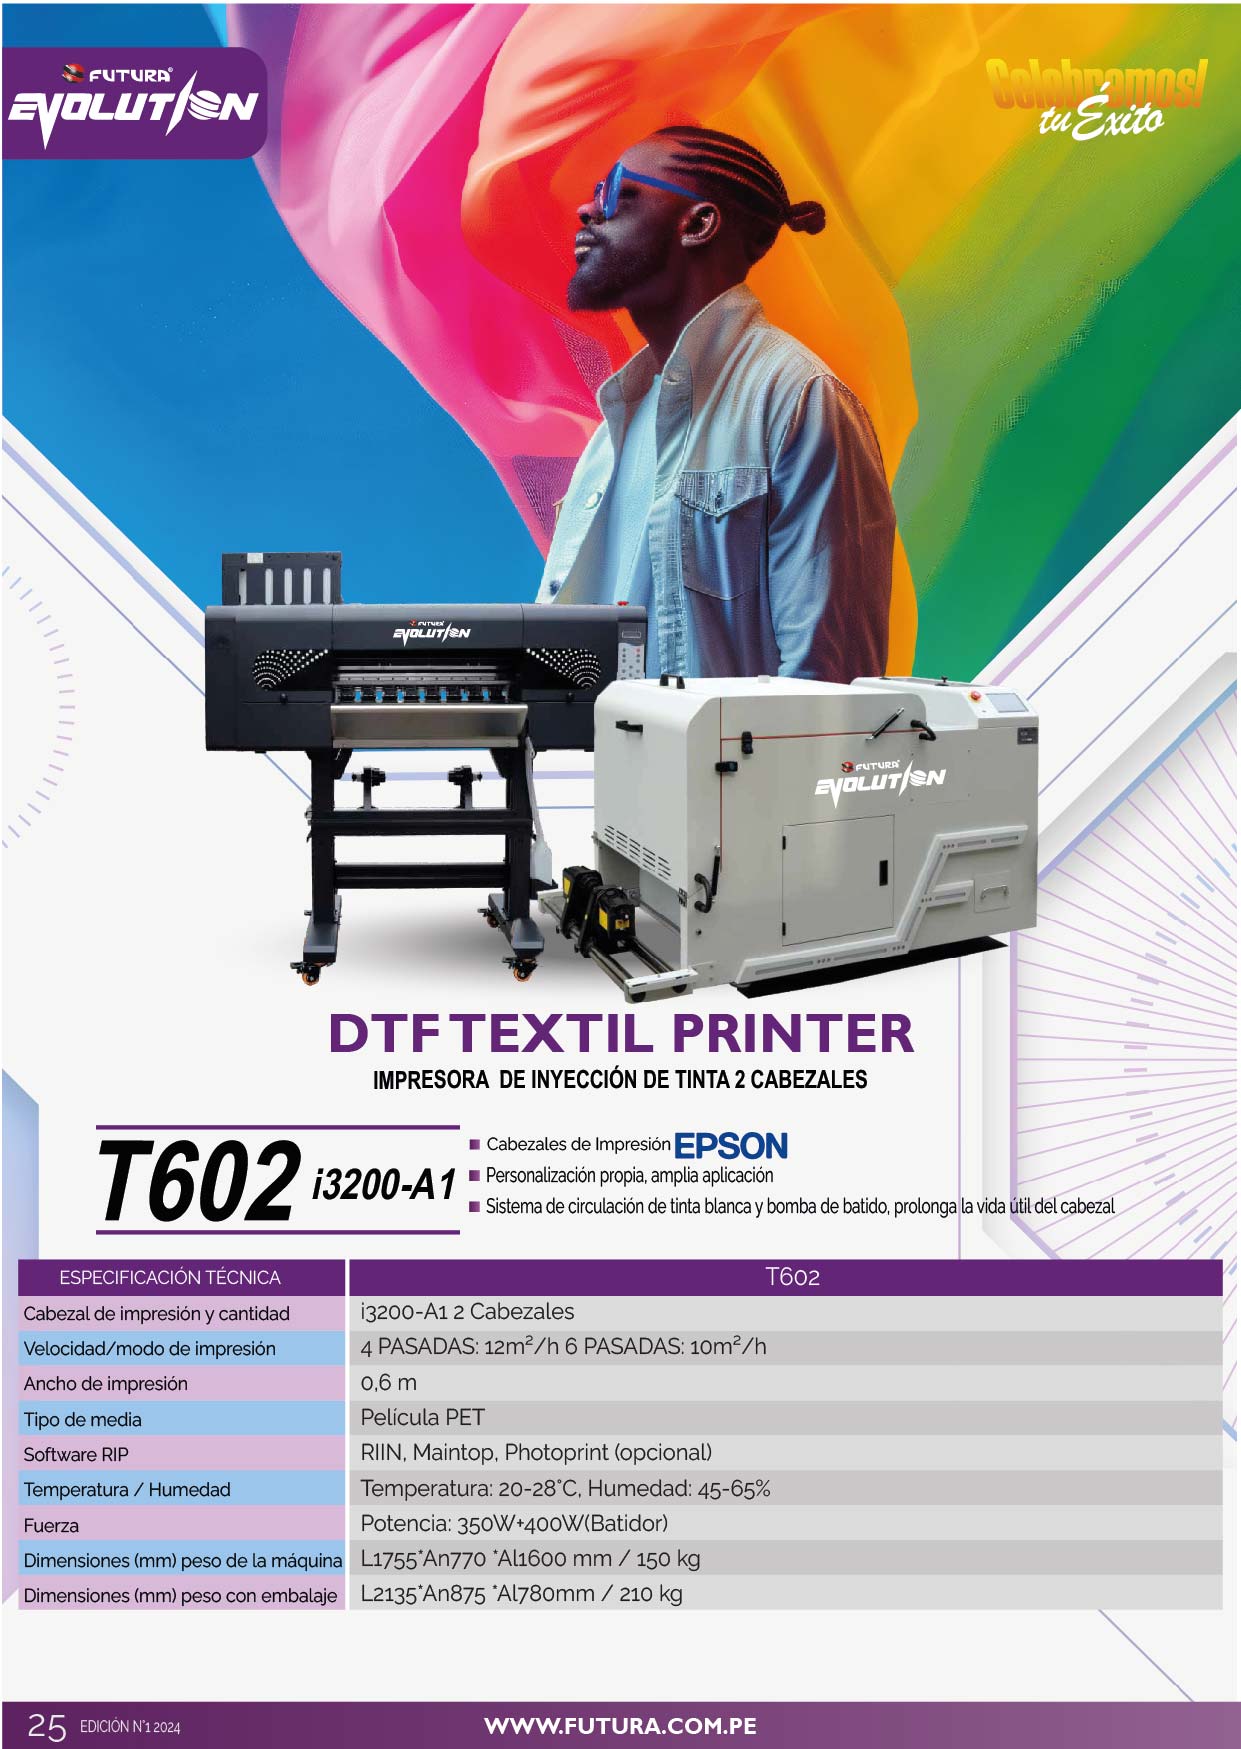 FUTURA®
EVOLUTION
Celebramos!
tu Éxito
FUTURA
EVOLUTION
FUTURA
EVOLUTION
DTF TEXTIL PRINTER
IMPRESORA DE INYECCIÓN DE TINTA 2 CABEZALES
T602 i3200-A1
Cabezales de Impresión EPSON
Personalización propia, amplia aplicación
Sistema de circulación de tinta blanca y bomba de batido, prolonga la vida útil del cabezal
ESPECIFICACIÓN TÉCNICA T602
Cabezal de impresión y cantidad i3200-A1 2 Cabezales
Velocidad/modo de impresión 4 PASADAS: 12m²/h 6 PASADAS: 10m²/h
Ancho de impresión 0,6 m
Tipo de media Película PET
Software RIP RIIN, Maintop, Photoprint (opcional)
Temperatura / Humedad Temperatura: 20-28°C, Humedad: 45-65%
Fuerza Potencia: 350W+400W(Batidor)
Dimensiones (mm) peso de la máquina L1755*An770 *Al1600 mm / 150 kg
Dimensiones (mm) peso con embalaje L2135*An875 *Al780mm / 210 kg
25 EDICIÓN N°1 2024
WWW.FUTURA.COM.PE